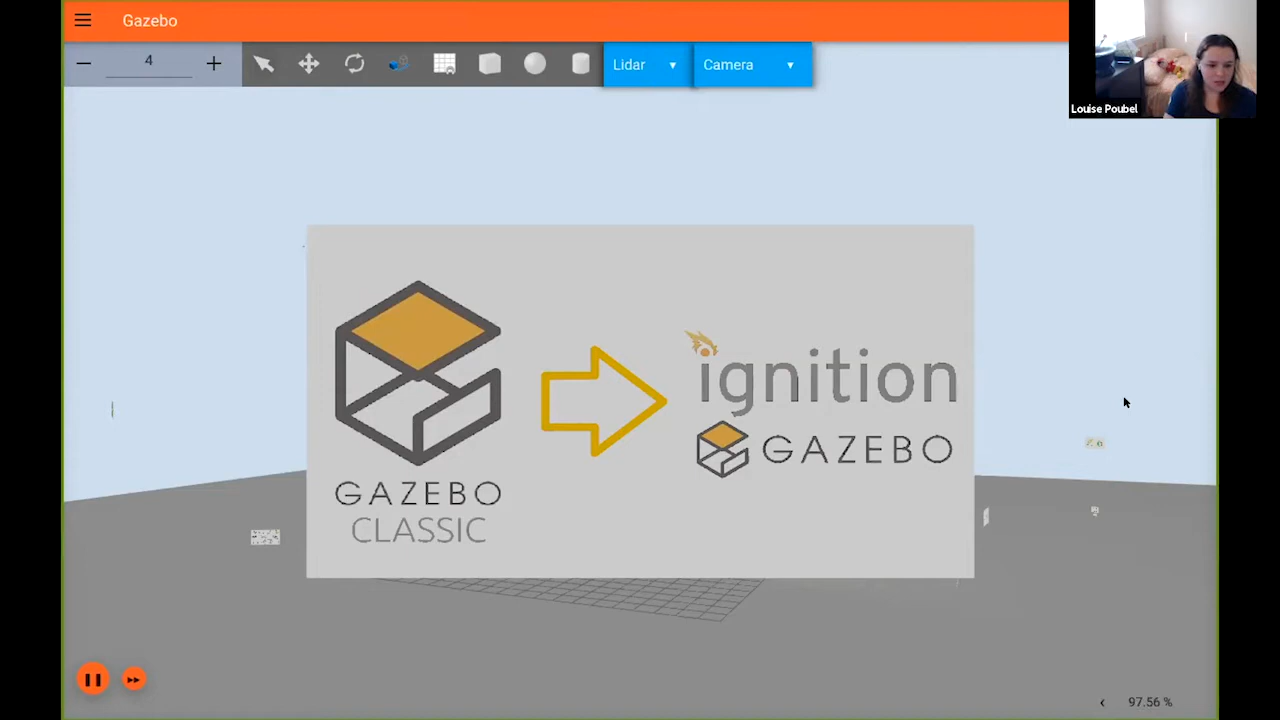 Gazebo
4
Lidar
Camera
Louise Poubel
ignition
GAZEBO
GAZEBO
CLASSIC
97.56 %